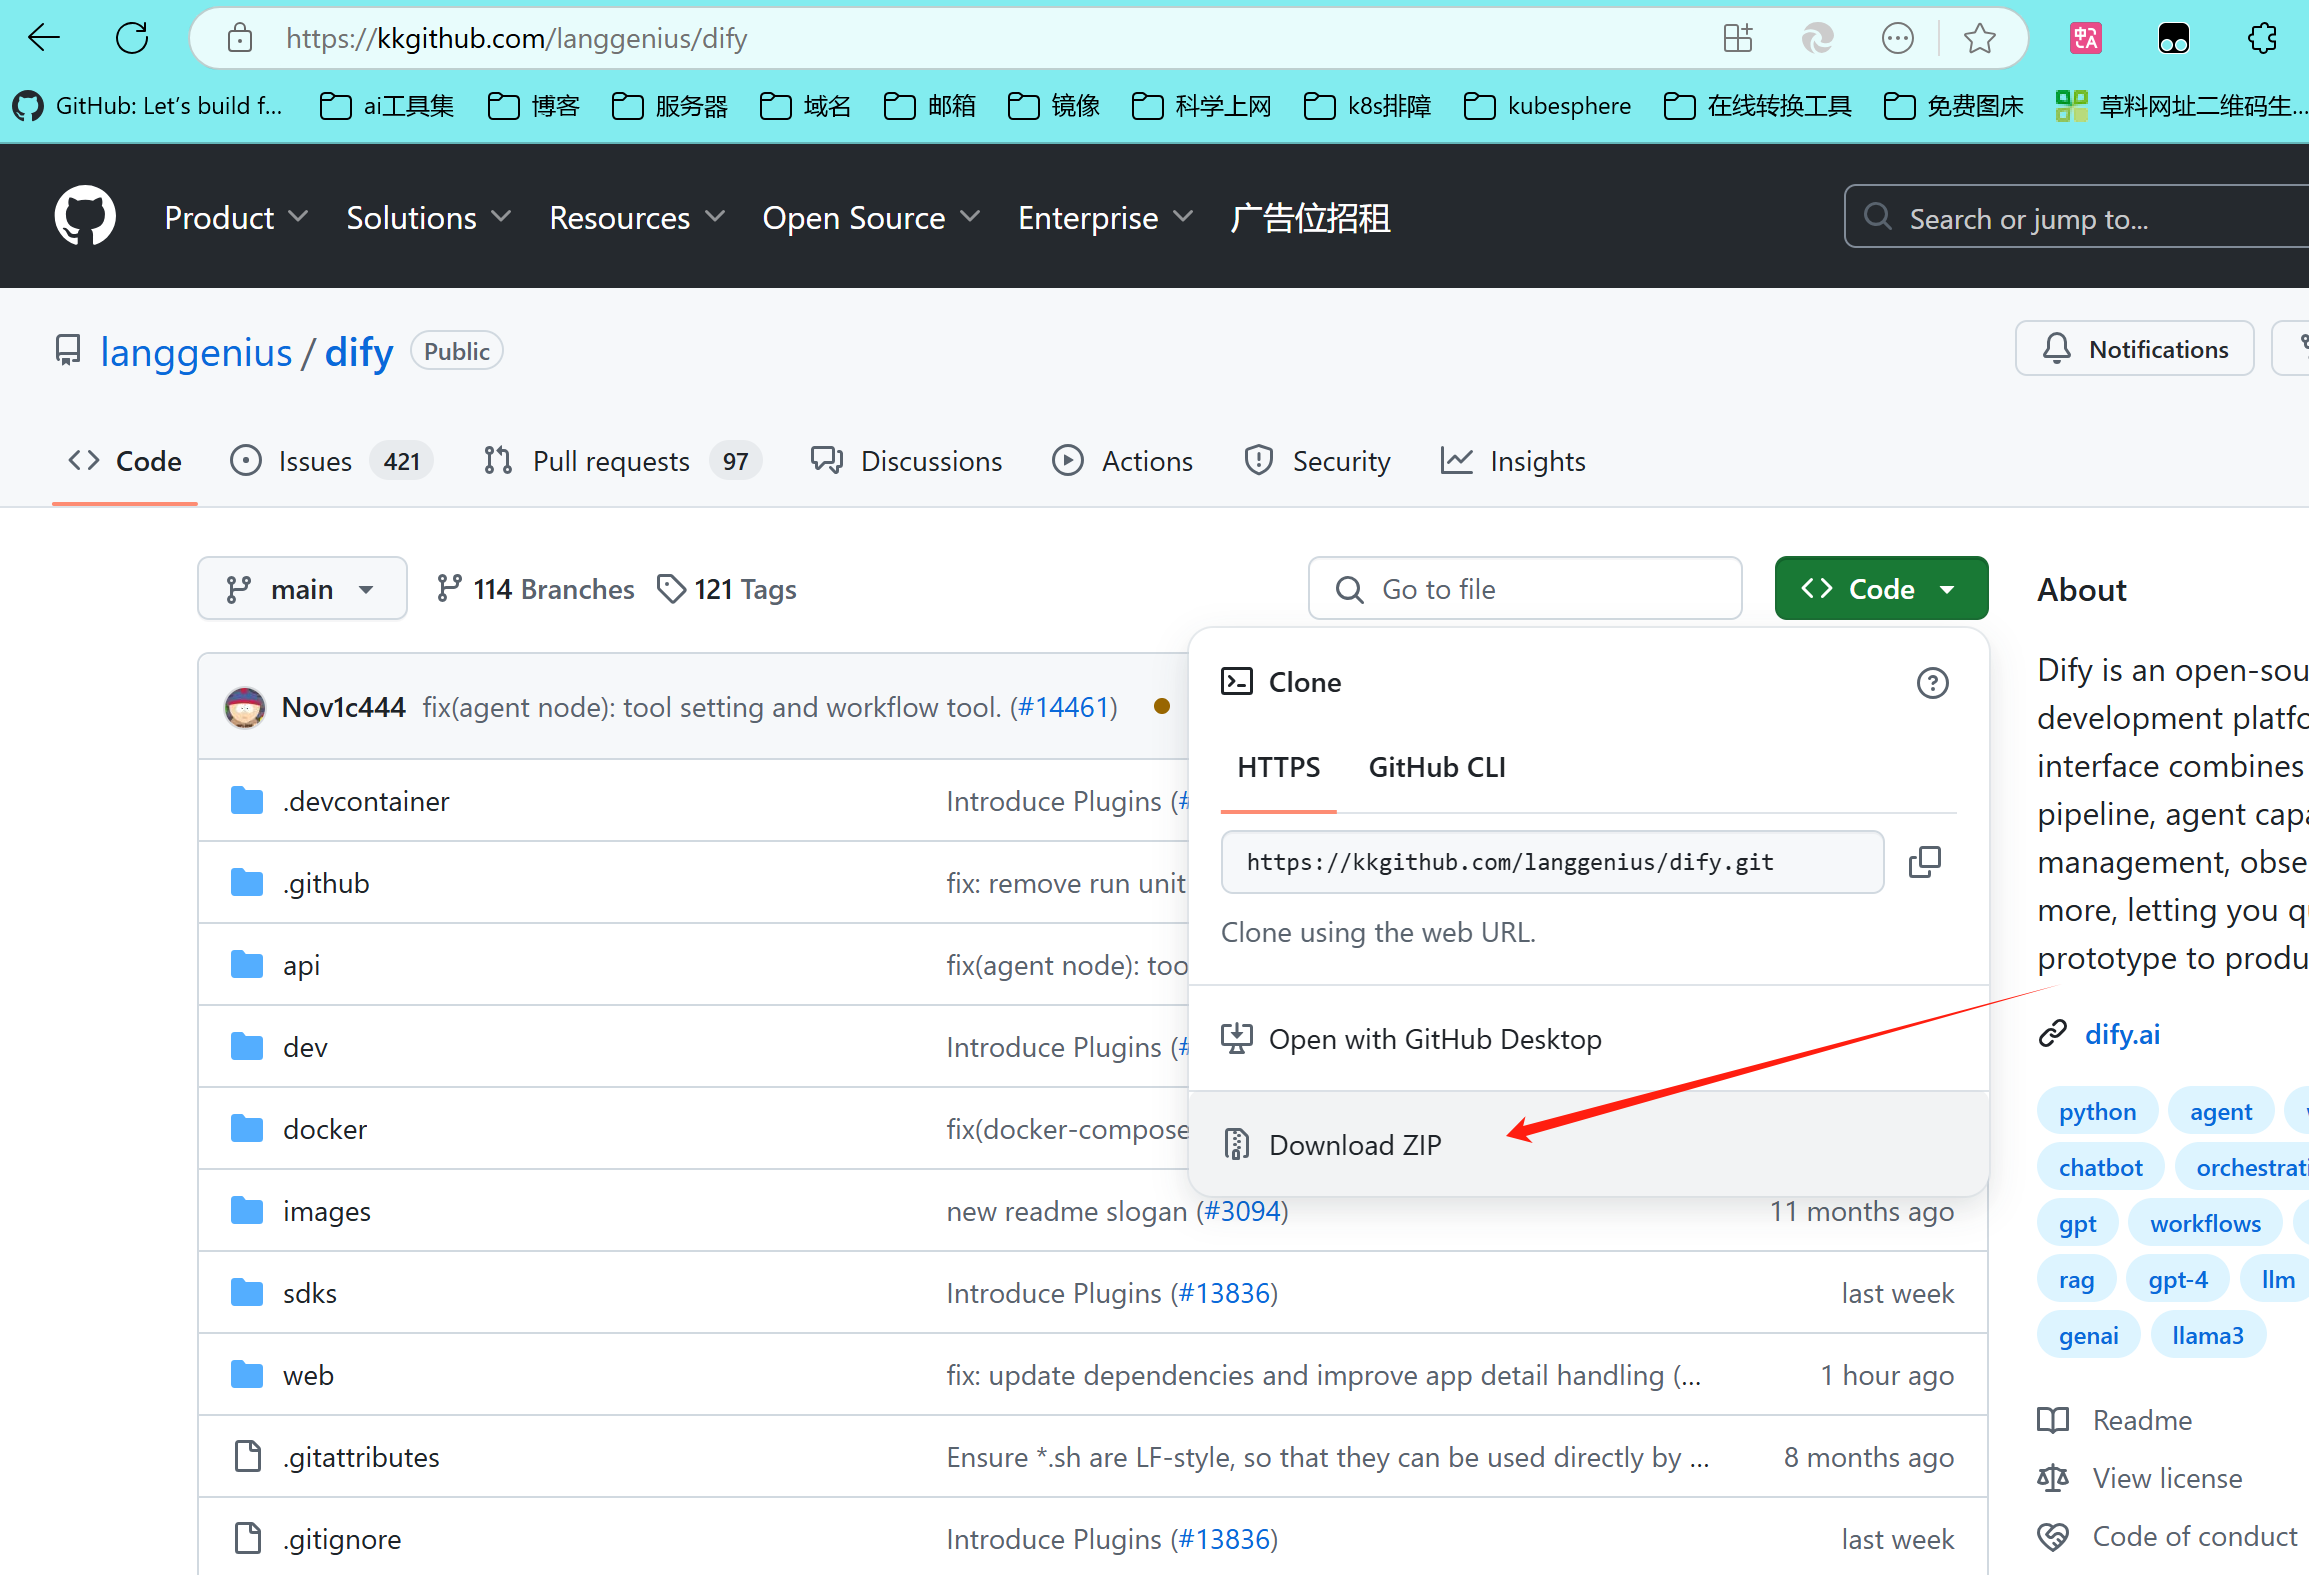 https://kkgithub.com/langgenius/dify
GitHub: Let's build f... ai工具集 博客 服务器 域名 邮箱 镜像 科学上网 k8s排障 kubesphere 在线转换工具 免费图床 草料网址二维码生...
Product Solutions Resources Open Source Enterprise 广告位招租 Search or jump to...
langgenius / dify Public Notifications
Code Issues 421 Pull requests 97 Discussions Actions Security Insights
main 114 Branches 121 Tags Go to file Code About
Clone
HTTPS GitHub CLI
https://kkgithub.com/langgenius/dify.git
Clone using the web URL.
Open with GitHub Desktop
Download ZIP
Nov1c444 fix(agent node): tool setting and workflow tool. (#14461)
.devcontainer Introduce Plugins (#
.github fix: remove run unit
api fix(agent node): too
dev Introduce Plugins (#
docker fix(docker-compose
images new readme slogan (#3094) 11 months ago
sdks Introduce Plugins (#13836) last week
web fix: update dependencies and improve app detail handling (... 1 hour ago
.gitattributes Ensure *.sh are LF-style, so that they can be used directly by ... 8 months ago
.gitignore Introduce Plugins (#13836) last week
Dify is an open-sou
development platfo
interface combines
pipeline, agent capa
management, obse
more, letting you q
prototype to produ
dify.ai
python agent
chatbot orchestrati
gpt workflows
rag gpt-4 llm
genai llama3
Readme
View license
Code of conduct